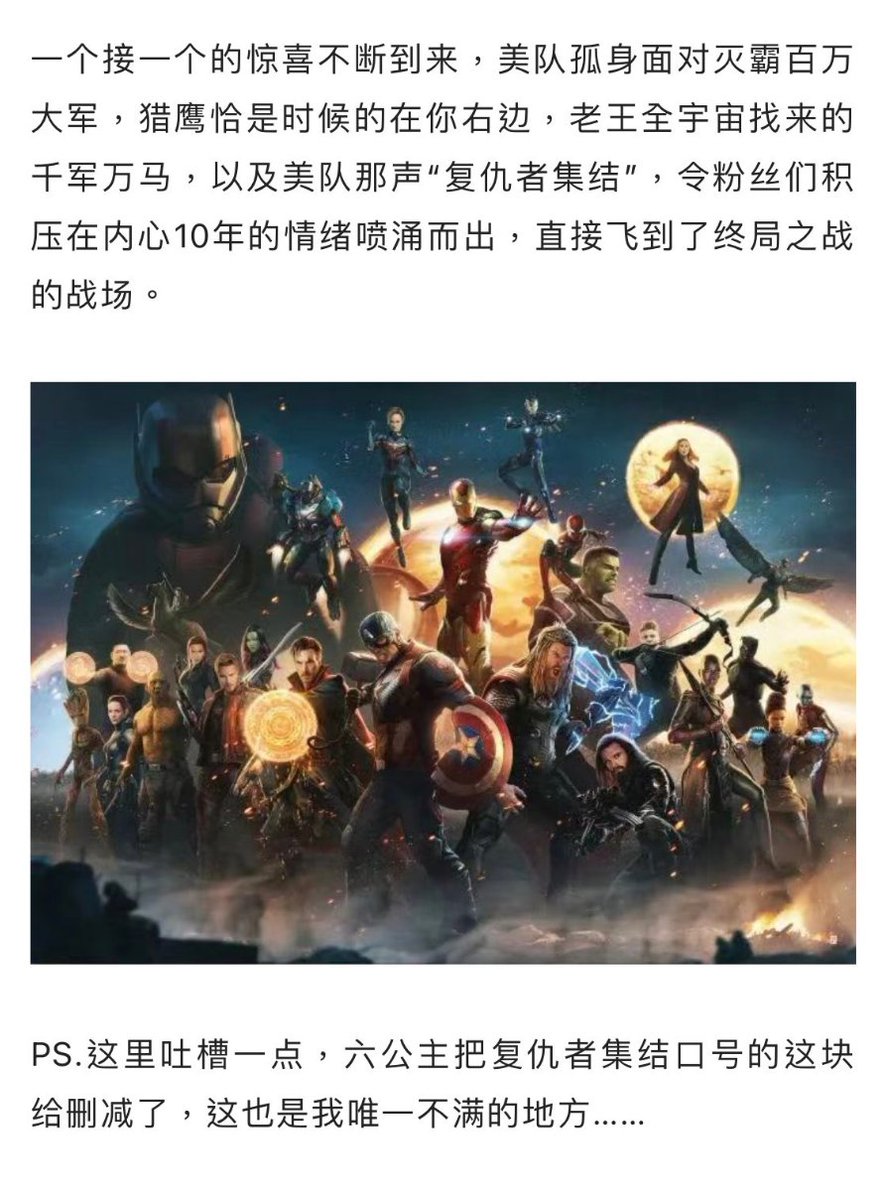 一个接一个的惊喜不断到来，美队孤身面对灭霸百万
大军，猎鹰恰是时候的在你右边，老王全宇宙找来的
千军万马，以及美队那声“复仇者集结”，令粉丝们积
压在内心10年的情绪喷涌而出，直接飞到了终局之战
的战场。
PS.这里吐槽一点，六公主把复仇者集结口号的这块
给删减了，这也是我唯一不满的地方……